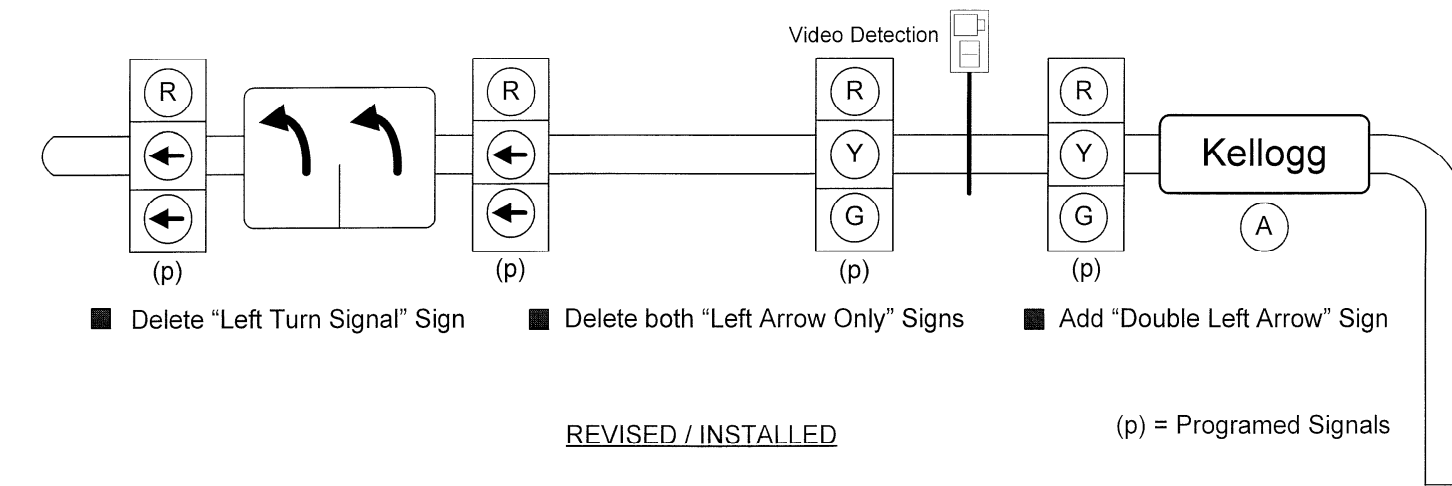 Video Detection
R
R
R
R
Y
Y
Kellogg
G
G
A
(p)
(p)
(p)
(p)
Delete “Left Turn Signal” Sign
Delete both “Left Arrow Only” Signs
Add “Double Left Arrow” Sign
(p) = Programed Signals
REVISED / INSTALLED